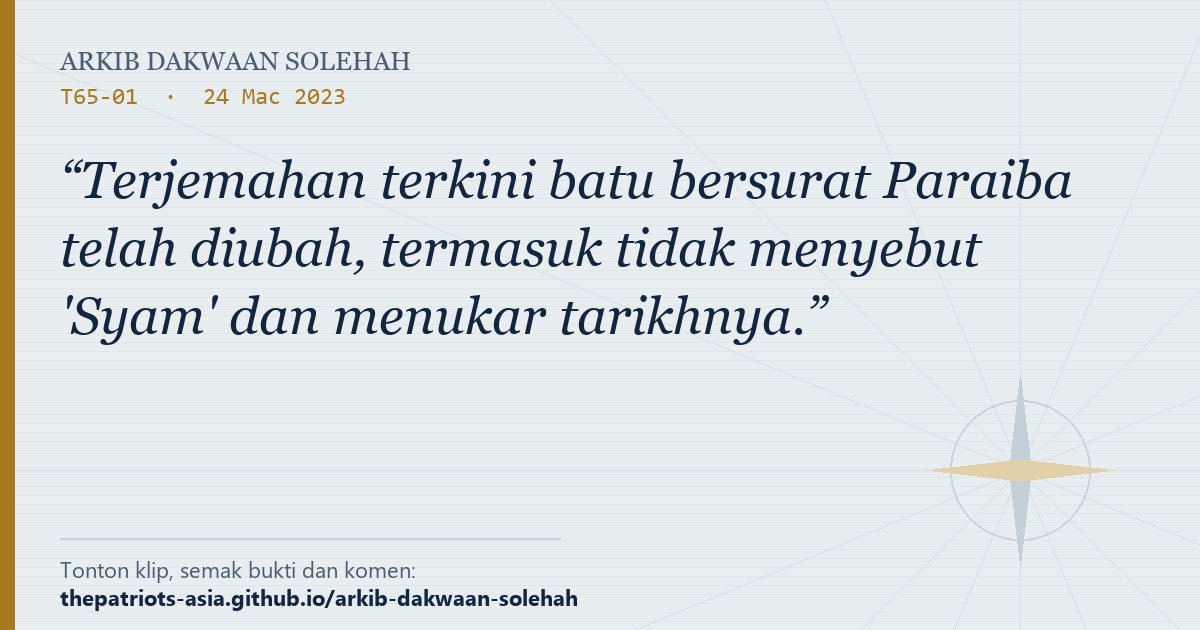 ARKIB DAKWAAN SOLEHAH
T65-01 · 24 Mac 2023
“Terjemahan terkini batu bersurat Paraiba
telah diubah, termasuk tidak menyebut
'Syam' dan menukar tarikhnya.”
Tonton klip, semak bukti dan komen:
thepatriots-asia.github.io/arkib-dakwaan-solehah